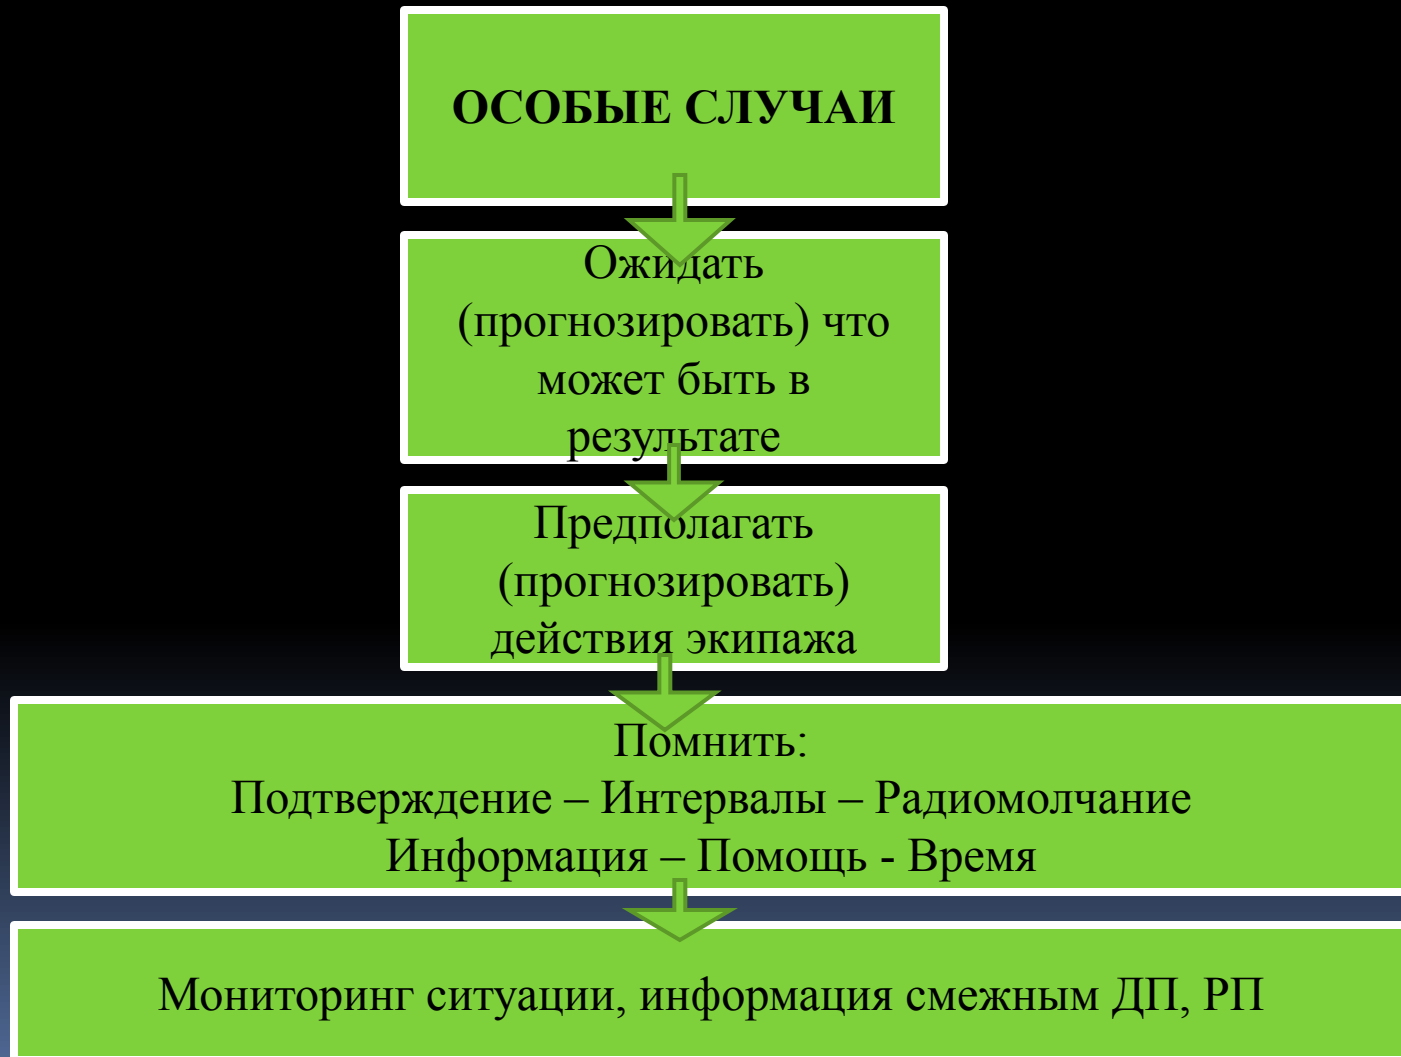 ОСОБЫЕ СЛУЧАИ
Ожидать
(прогнозировать) что
может быть в
результате
Предполагать
(прогнозировать)
действия экипажа
Помнить:
Подтверждение – Интервалы – Радиомолчание
Информация – Помощь - Время
Мониторинг ситуации, информация смежным ДП, РП